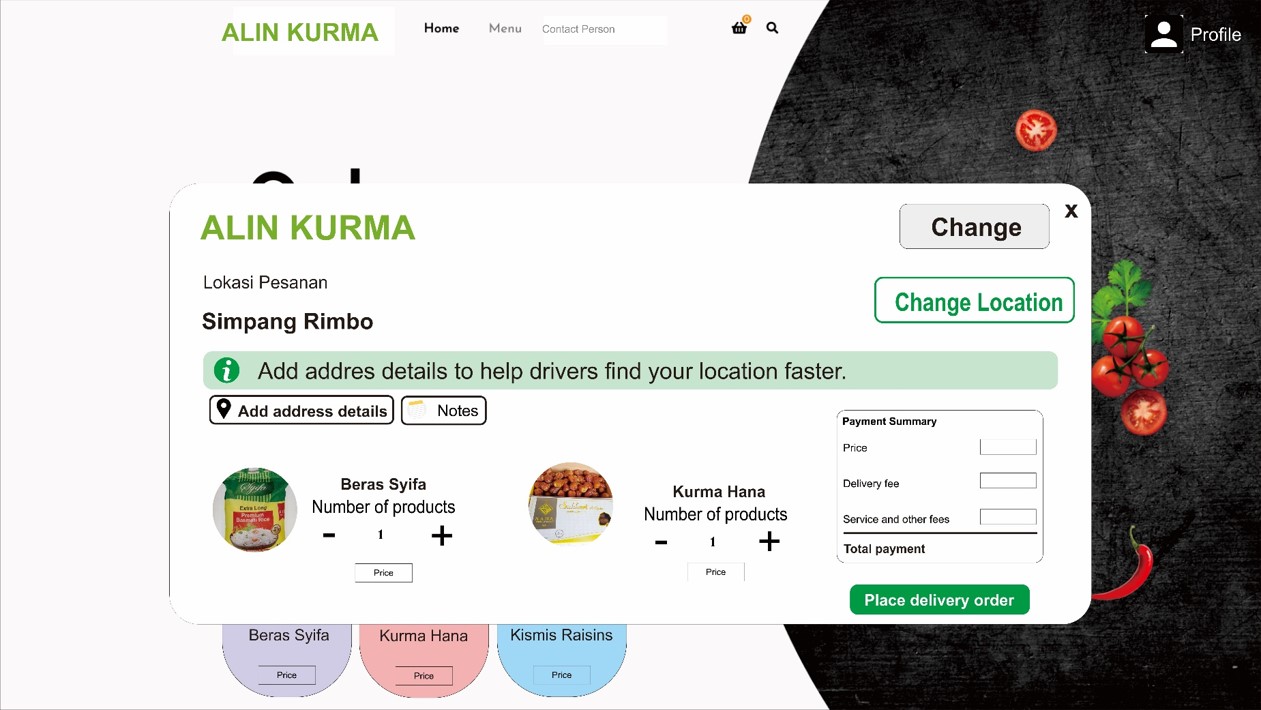 ALIN KURMA
Home
Menu
Contact Person
Profile
ALIN KURMA
Change
x
Lokasi Pesanan
Simpang Rimbo
Change Location
Add addres details to help drivers find your location faster.
Add address details
Notes
Beras Syifa
Number of products
- 1 +
Price
Kurma Hana
Number of products
- 1 +
Price
Payment Summary
Price
Delivery fee
Service and other fees
Total payment
Place delivery order
Beras Syifa
Price
Kurma Hana
Price
Kismis Raisins
Price